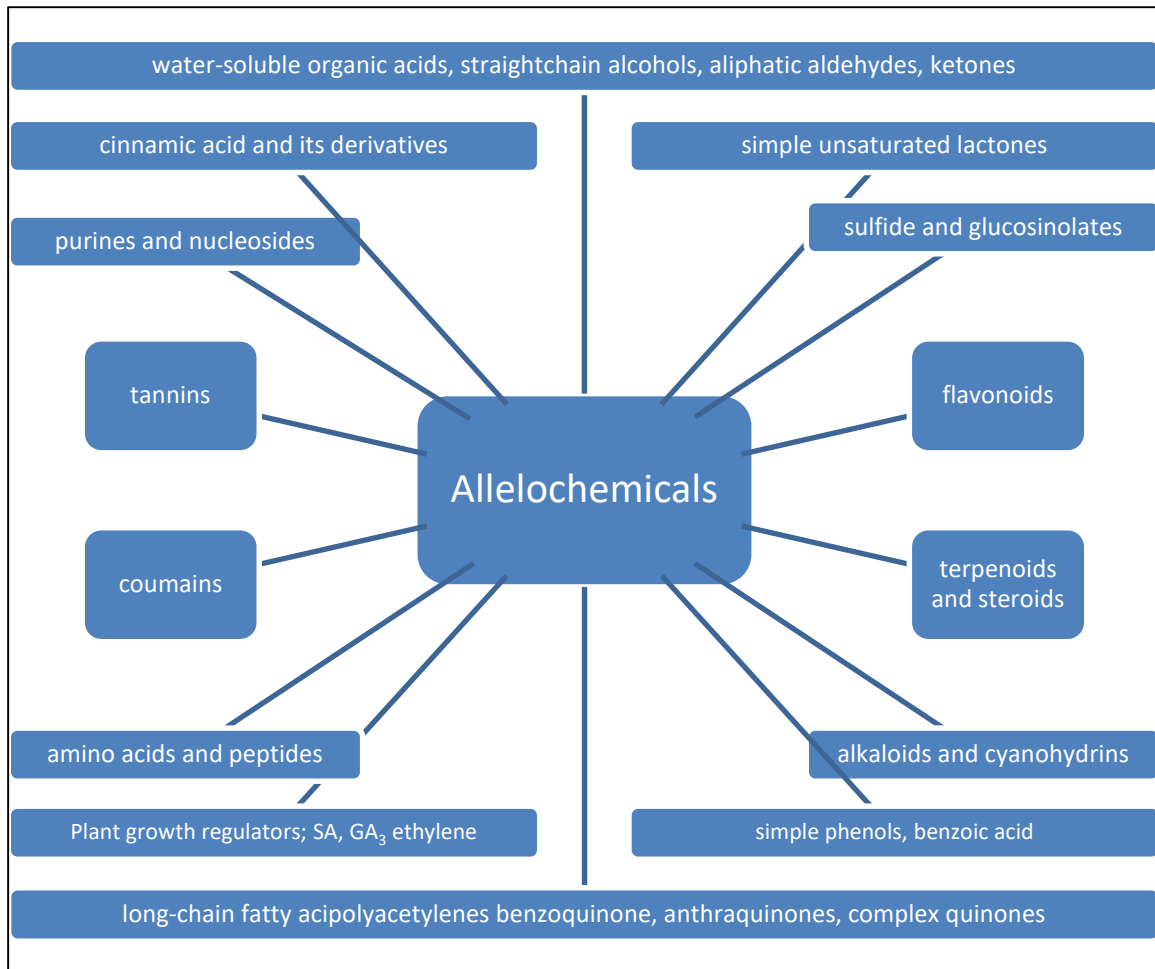 water-soluble organic acids, straightchain alcohols, aliphatic aldehydes, ketones
cinnamic acid and its derivatives
simple unsaturated lactones
purines and nucleosides
sulfide and glucosinolates
tannins
flavonoids
Allelochemicals
coumains
terpenoids
and steroids
amino acids and peptides
alkaloids and cyanohydrins
Plant growth regulators; SA, GA₃ ethylene
simple phenols, benzoic acid
long-chain fatty acipolyacetylenes benzoquinone, anthraquinones, complex quinones